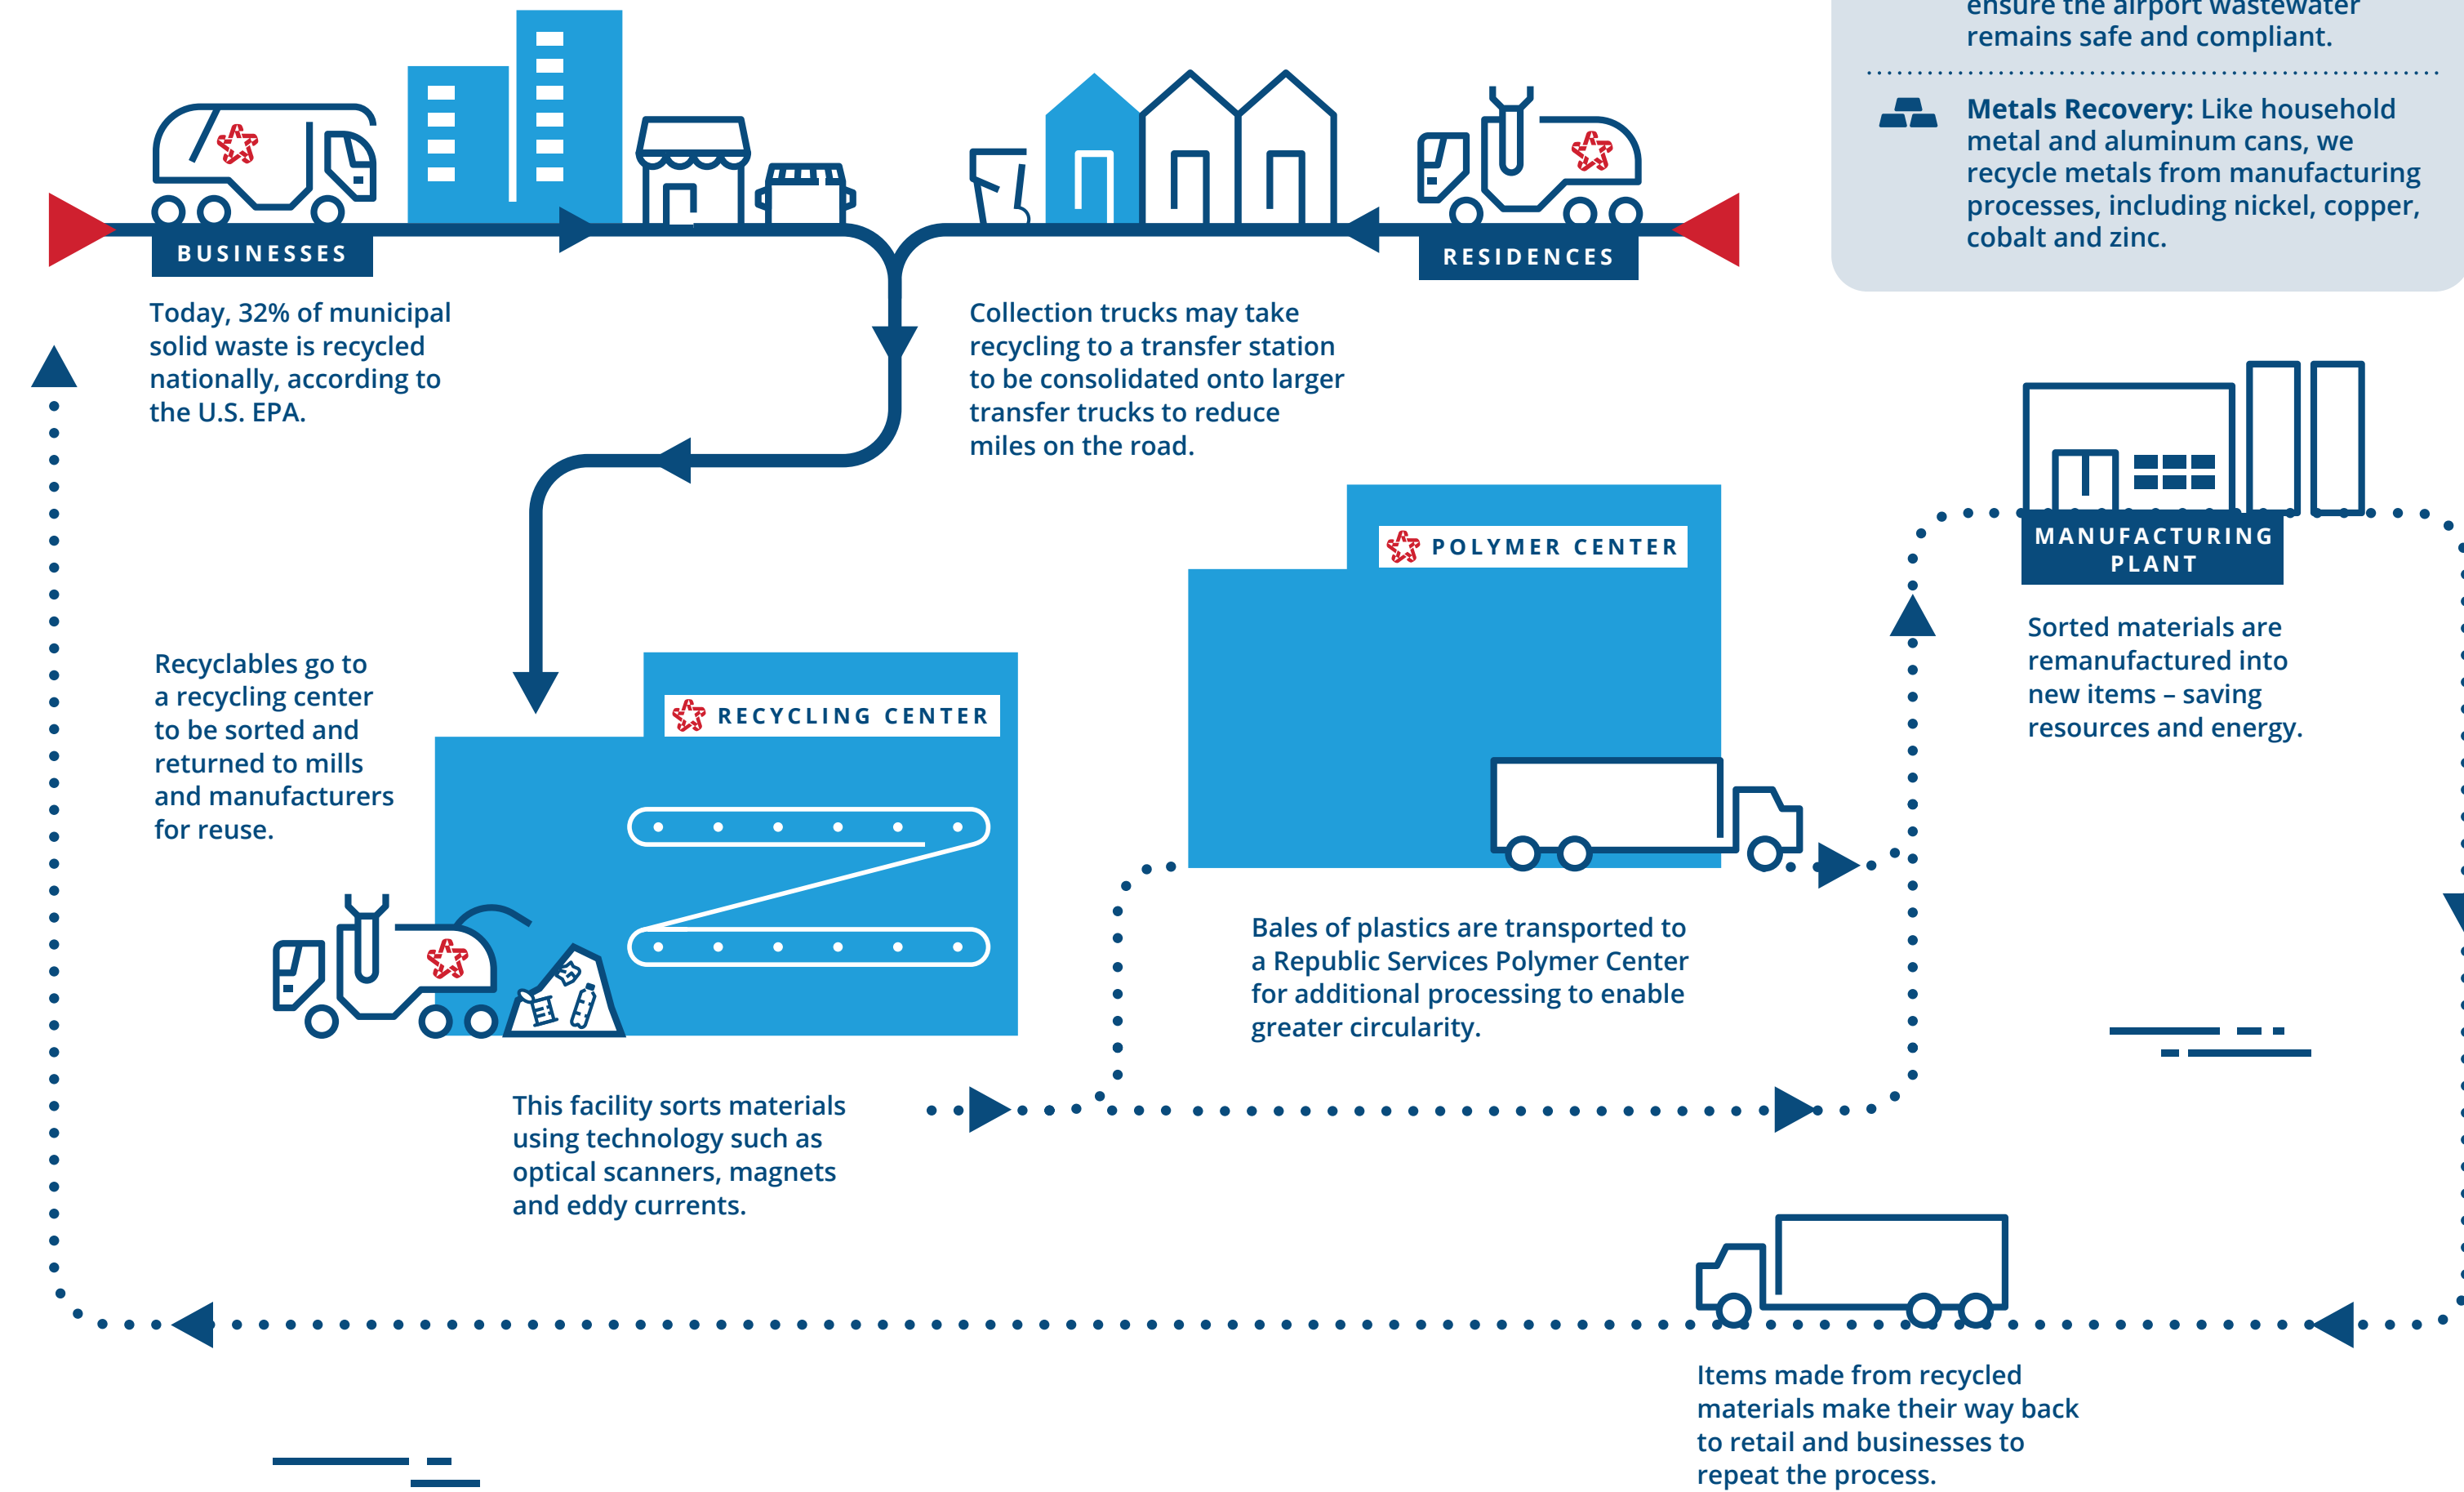 ensure the airport wastewater
remains safe and compliant.
Metals Recovery: Like household
metal and aluminum cans, we
recycle metals from manufacturing
processes, including nickel, copper,
cobalt and zinc.
BUSINESSES
Today, 32% of municipal
solid waste is recycled
nationally, according to
the U.S. EPA.
RESIDENCES
Collection trucks may take
recycling to a transfer station
to be consolidated onto larger
transfer trucks to reduce
miles on the road.
Recyclables go to
a recycling center
to be sorted and
returned to mills
and manufacturers
for reuse.
RECYCLING CENTER
This facility sorts materials
using technology such as
optical scanners, magnets
and eddy currents.
POLYMER CENTER
Bales of plastics are transported to
a Republic Services Polymer Center
for additional processing to enable
greater circularity.
MANUFACTURING
PLANT
Sorted materials are
remanufactured into
new items – saving
resources and energy.
Items made from recycled
materials make their way back
to retail and businesses to
repeat the process.